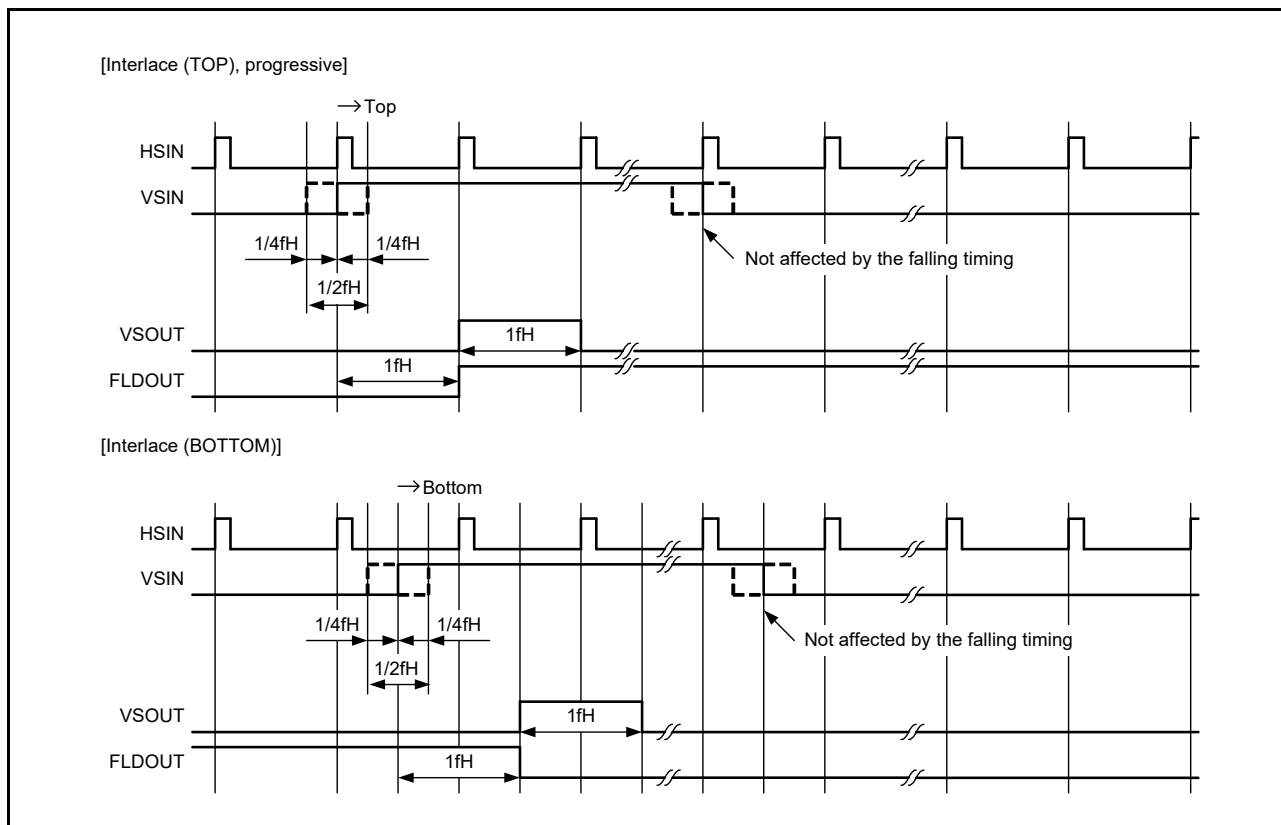 [Interlace (TOP), progressive]
→Top
HSIN
VSIN
1/4fH 1/4fH
Not affected by the falling timing
1/2fH
VSOUT
1fH
FLDOUT
1fH
[Interlace (BOTTOM)]
→Bottom
HSIN
VSIN
1/4fH 1/4fH
Not affected by the falling timing
1/2fH
VSOUT
1fH
FLDOUT
1fH